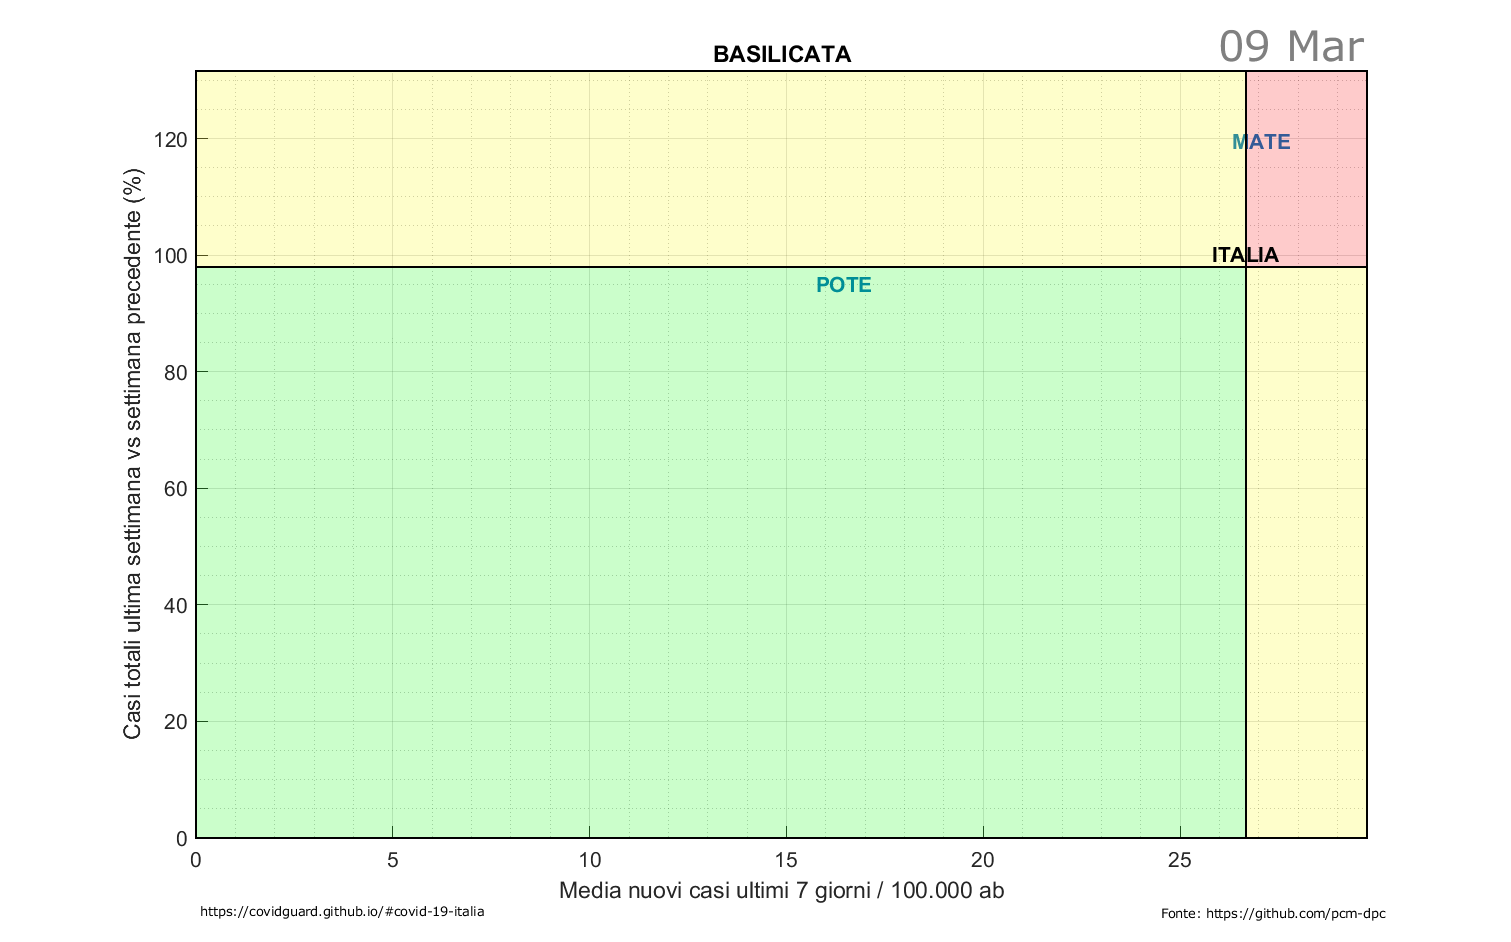 09 Mar
BASILICATA
Casi totali ultima settimana vs settimana precedente (%)
120
100
80
60
40
20
0
MATE
ITALIA
POTE
0 5 10 15 20 25
Media nuovi casi ultimi 7 giorni / 100.000 ab
https://covidguard.github.io/#covid-19-italia
Fonte: https://github.com/pcm-dpc